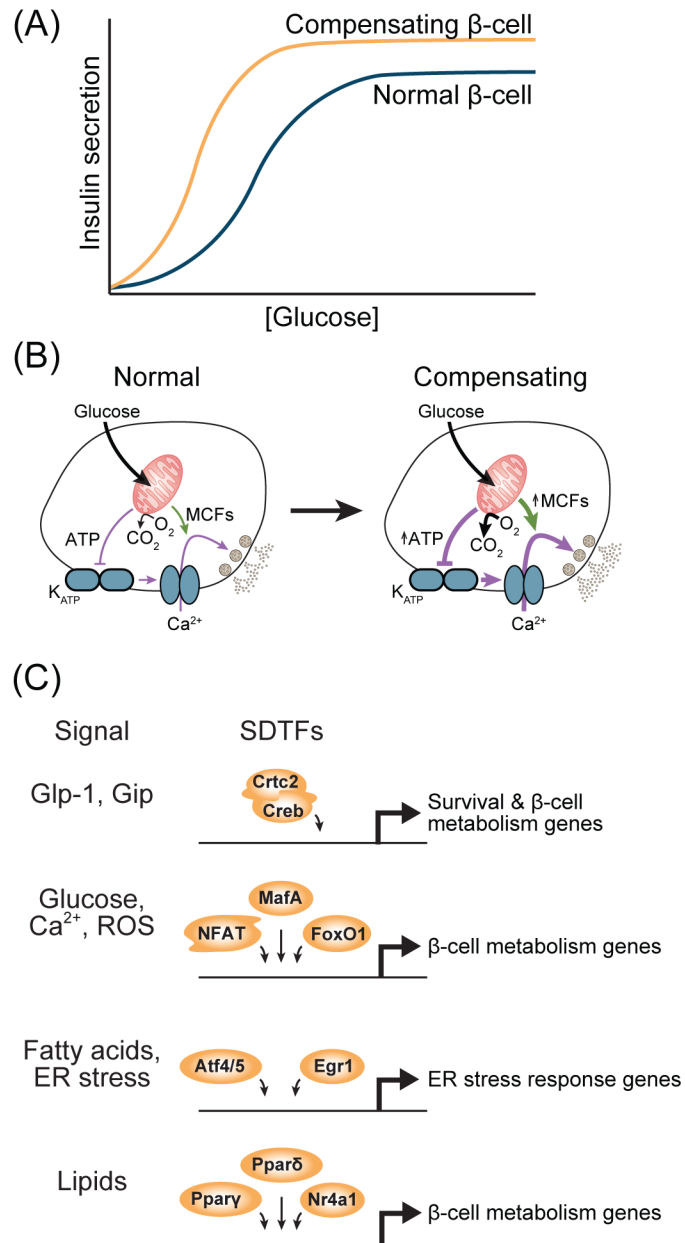 (A)
Compensating β-cell
Normal β-cell
Insulin secretion
[Glucose]
(B)
Normal
Compensating
Glucose
Glucose
MCFs
↑MCFs
O₂
O₂
ATP
CO₂
↑ATP
CO₂
K_ATP
K_ATP
Ca²⁺
Ca²⁺
(C)
Signal
SDTFs
Glp-1, Gip
Crtc2
Creb
Survival & β-cell
metabolism genes
Glucose,
Ca²⁺, ROS
MafA
NFAT
FoxO1
β-cell metabolism genes
Fatty acids,
ER stress
Atf4/5
Egr1
ER stress response genes
Lipids
Pparδ
Pparγ
Nr4a1
β-cell metabolism genes